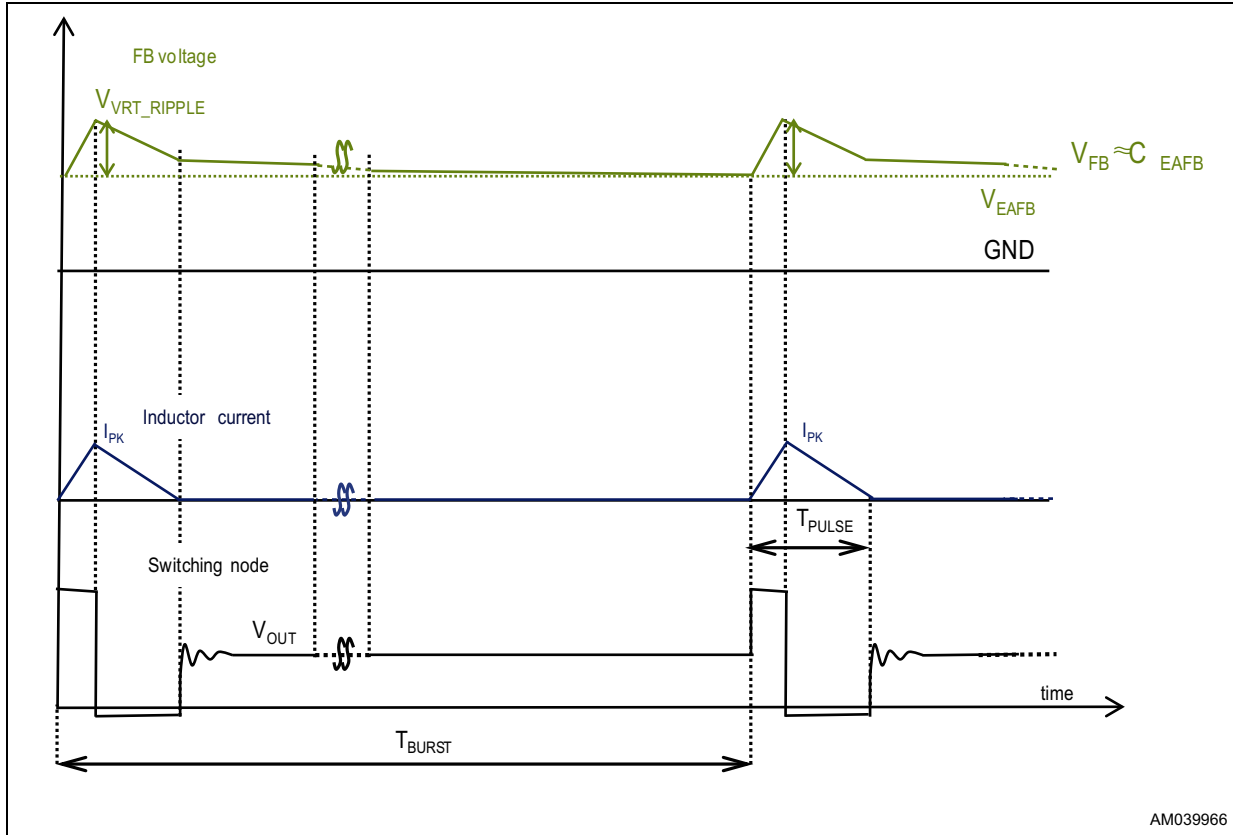 FB voltage
VVRT_RIPPLE
VFB ≈C EAFB
VEAFB
GND
Inductor current
IPK
IPK
TPULSE
Switching node
VOUT
time
TBURST
AM039966